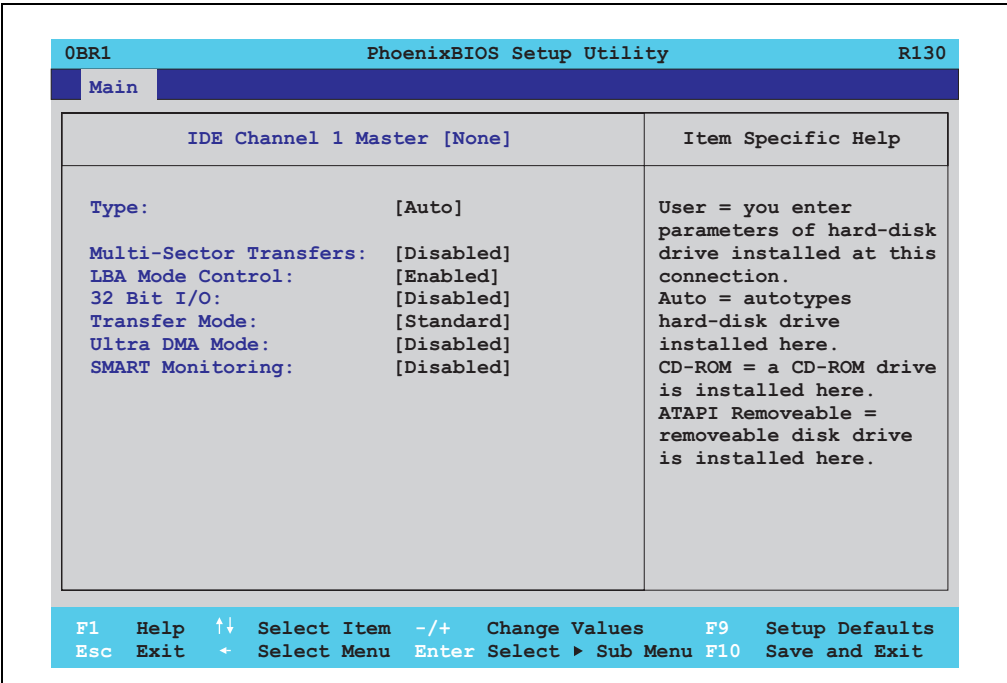 0BR1 PhoenixBIOS Setup Utility R130
Main
IDE Channel 1 Master [None]
Type: [Auto]
Multi-Sector Transfers: [Disabled]
LBA Mode Control: [Enabled]
32 Bit I/O: [Disabled]
Transfer Mode: [Standard]
Ultra DMA Mode: [Disabled]
SMART Monitoring: [Disabled]
Item Specific Help
User = you enter
parameters of hard-disk
drive installed at this
connection.
Auto = autotypes
hard-disk drive
installed here.
CD-ROM = a CD-ROM drive
is installed here.
ATAPI Removeable =
removeable disk drive
is installed here.
F1 Help ↑↓ Select Item -/+ Change Values F9 Setup Defaults
Esc Exit ← Select Menu Enter Select ▶ Sub Menu F10 Save and Exit